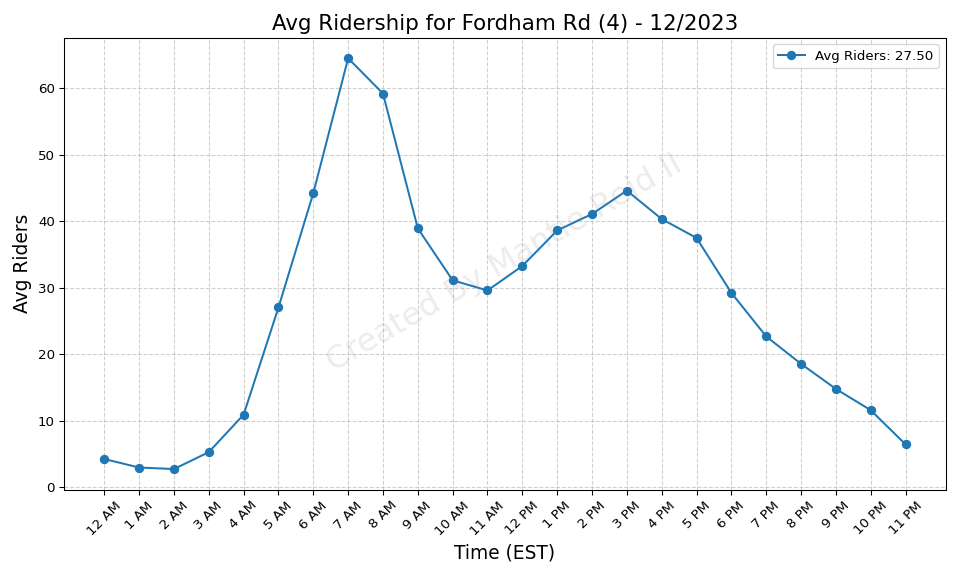 Avg Ridership for Fordham Rd (4) - 12/2023
Avg Riders: 27.50
Avg Riders
60
50
40
30
20
10
0
Created By Mantie Reid II
12 AM
1 AM
2 AM
3 AM
4 AM
5 AM
6 AM
7 AM
8 AM
9 AM
10 AM
11 AM
12 PM
1 PM
2 PM
3 PM
4 PM
5 PM
6 PM
7 PM
8 PM
9 PM
10 PM
11 PM
Time (EST)